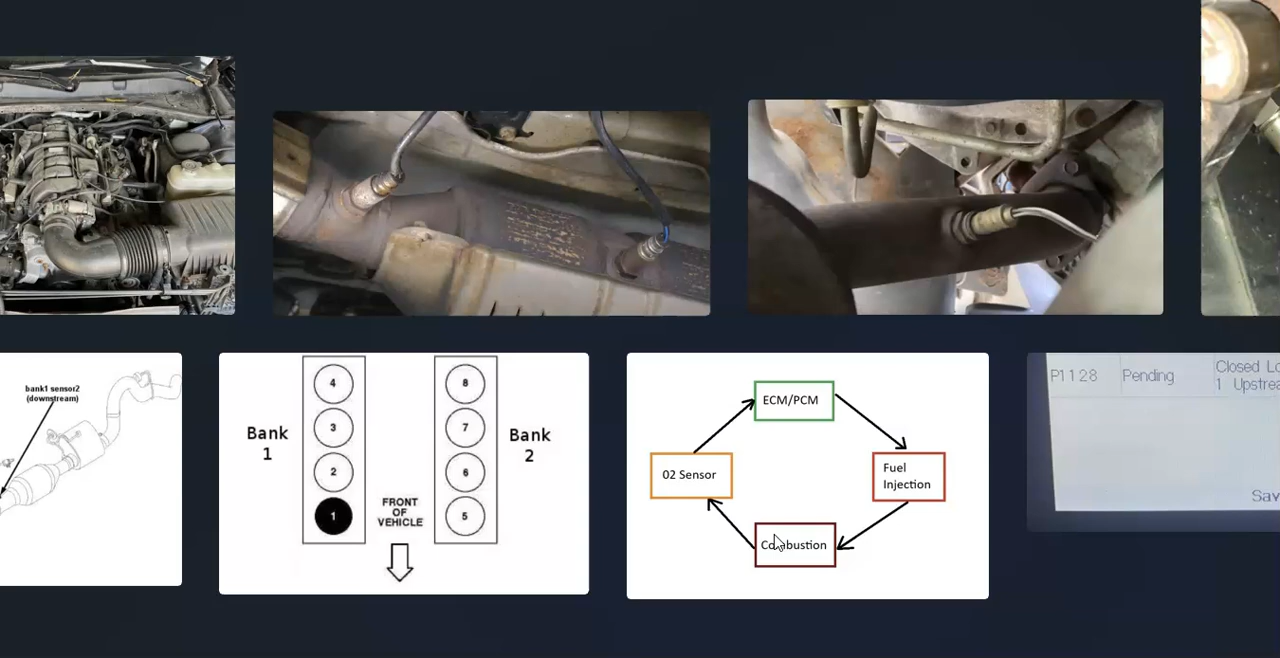 bank1 sensor2
(downstream)
4
8
3
7
Bank
1
Bank
2
2
6
1
FRONT
OF
VEHICLE
5
ECM/PCM
02 Sensor
Fuel
Injection
Combustion
P1128
Pending
Closed Lo
1 Upstrea
Sav